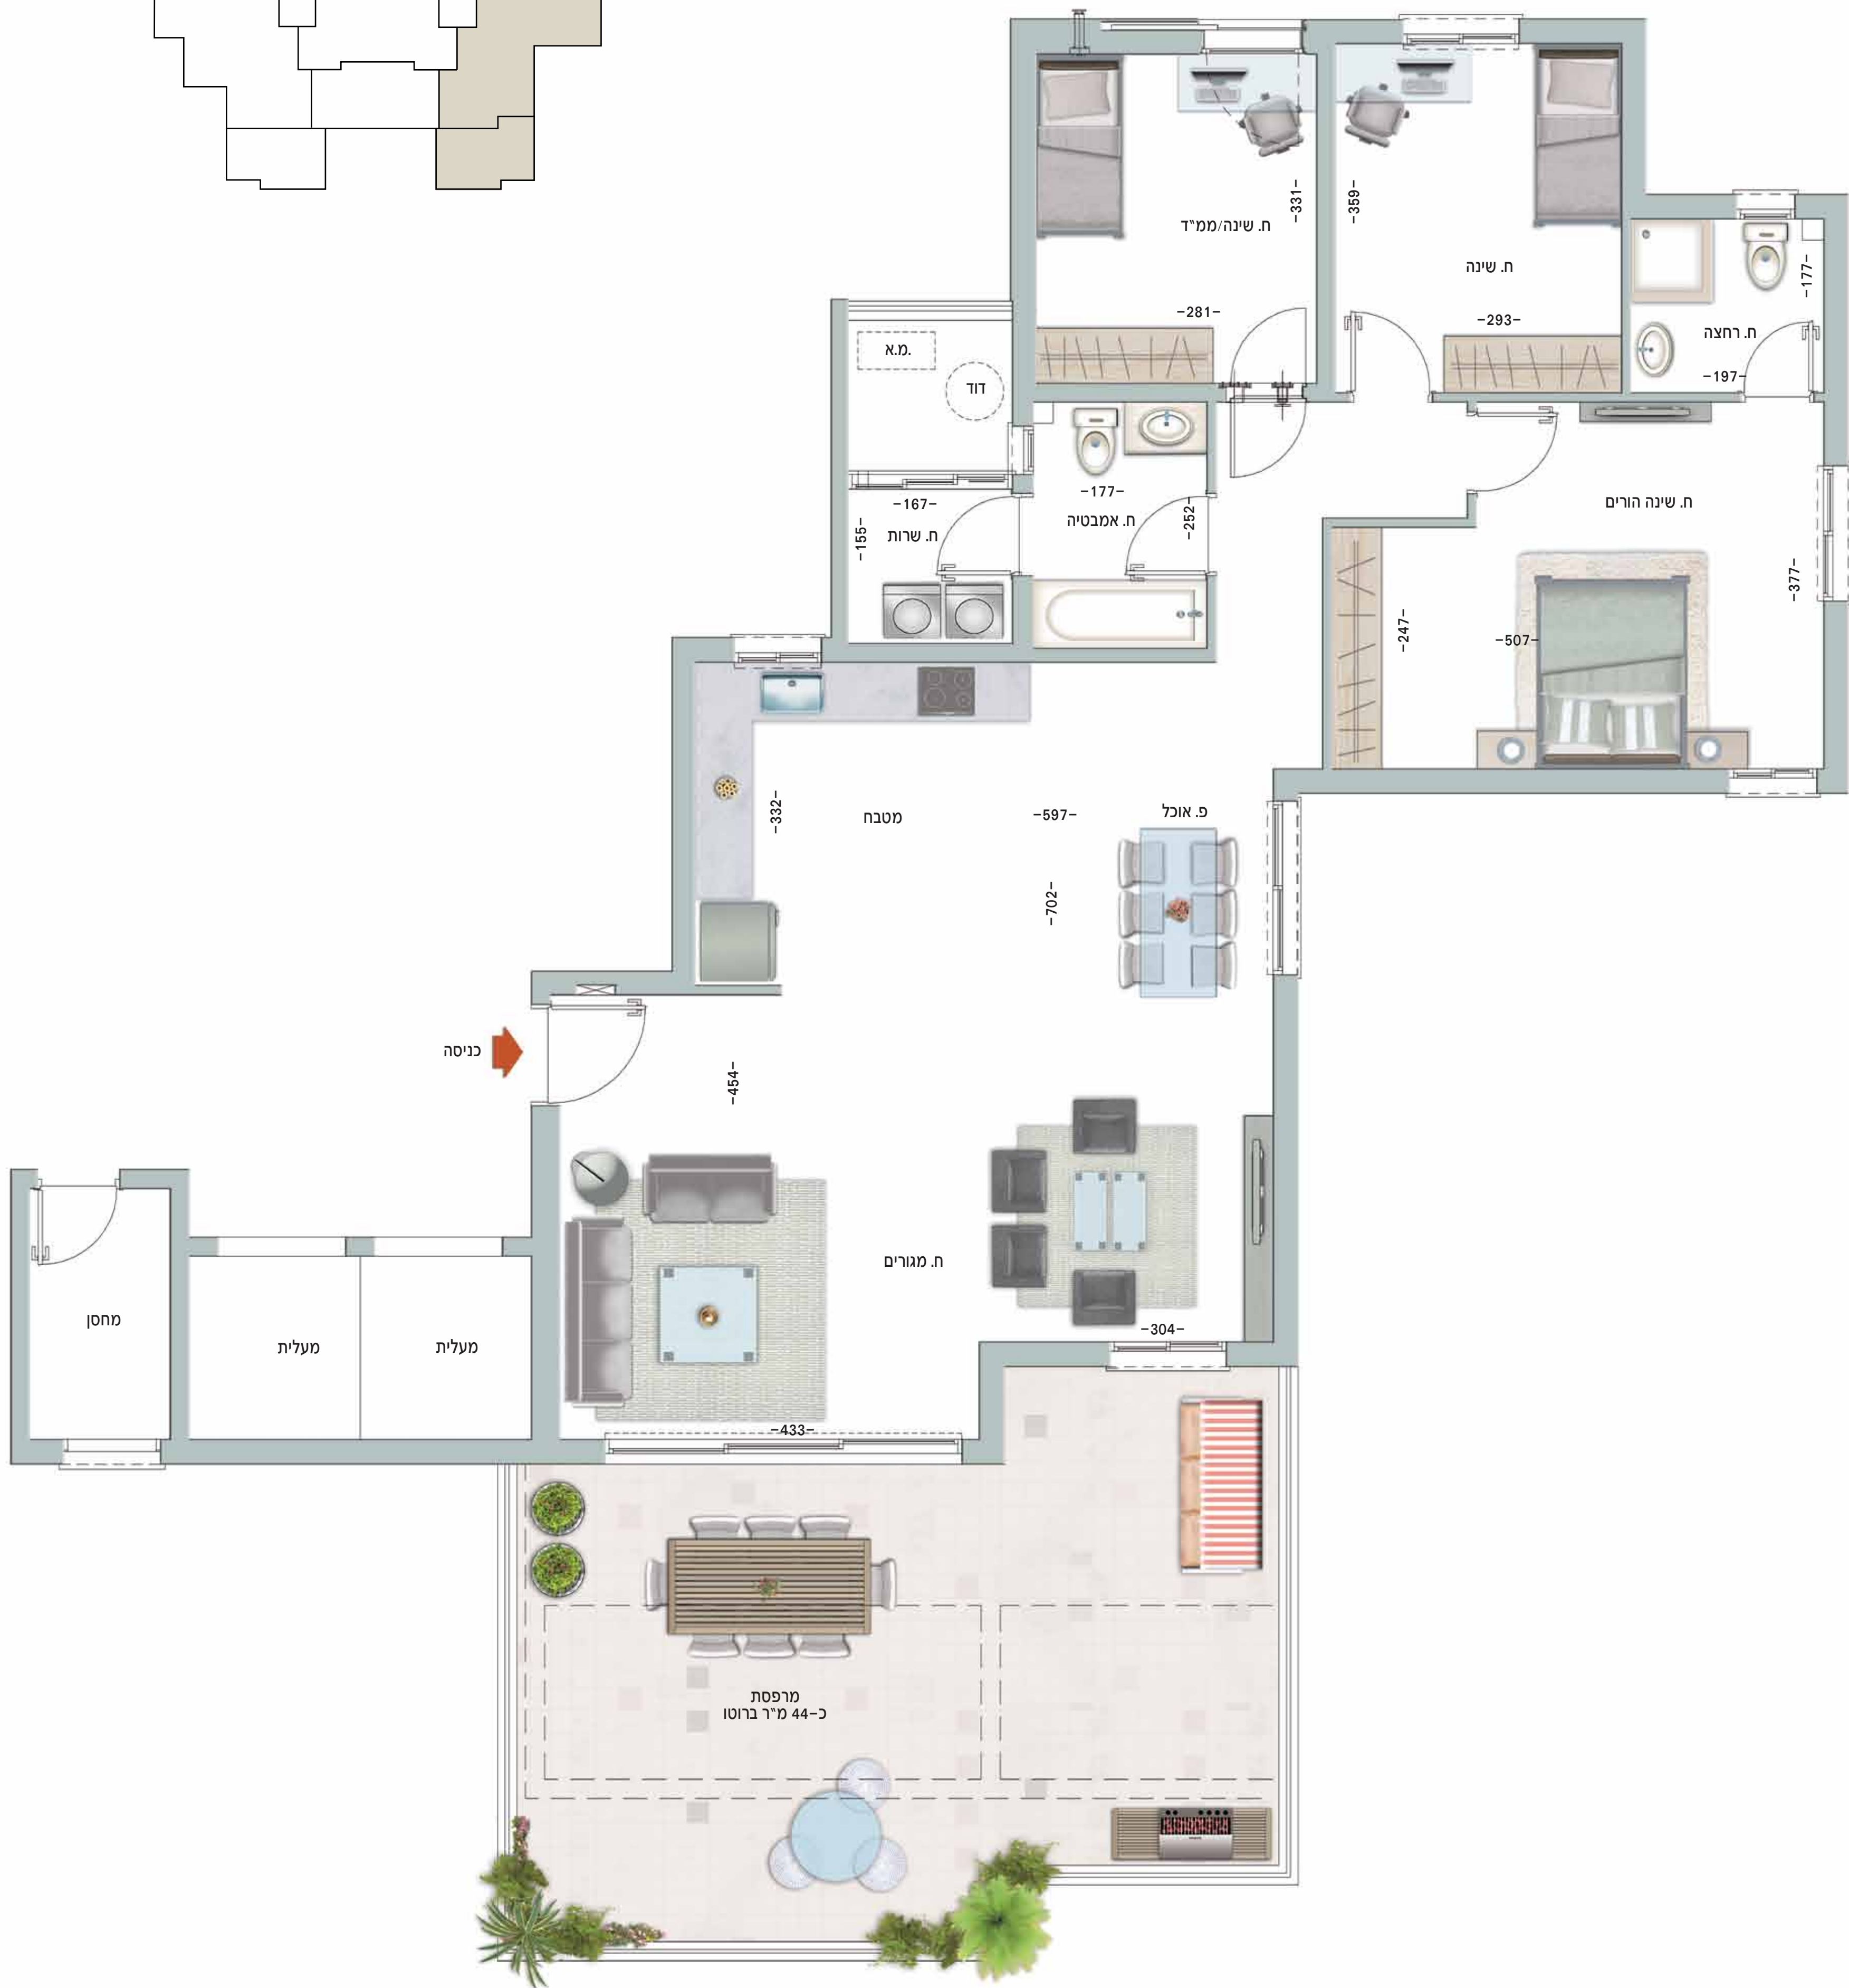 ח. שינה/ממ"ד
-331-
-281-
-359-
ח. שינה
-293-
-177-
ח. רחצה
-197-
מ.א.
דוד
-167-
-155-
ח. שרות
-177-
ח. אמבטיה
-252-
ח. שינה הורים
-377-
-247-
-507-
-332-
מטבח
-597-
פ. אוכל
-702-
כניסה
-454-
ח. מגורים
-304-
-433-
מחסן
מעלית
מעלית
מרפסת
כ-44 מ"ר ברוטו